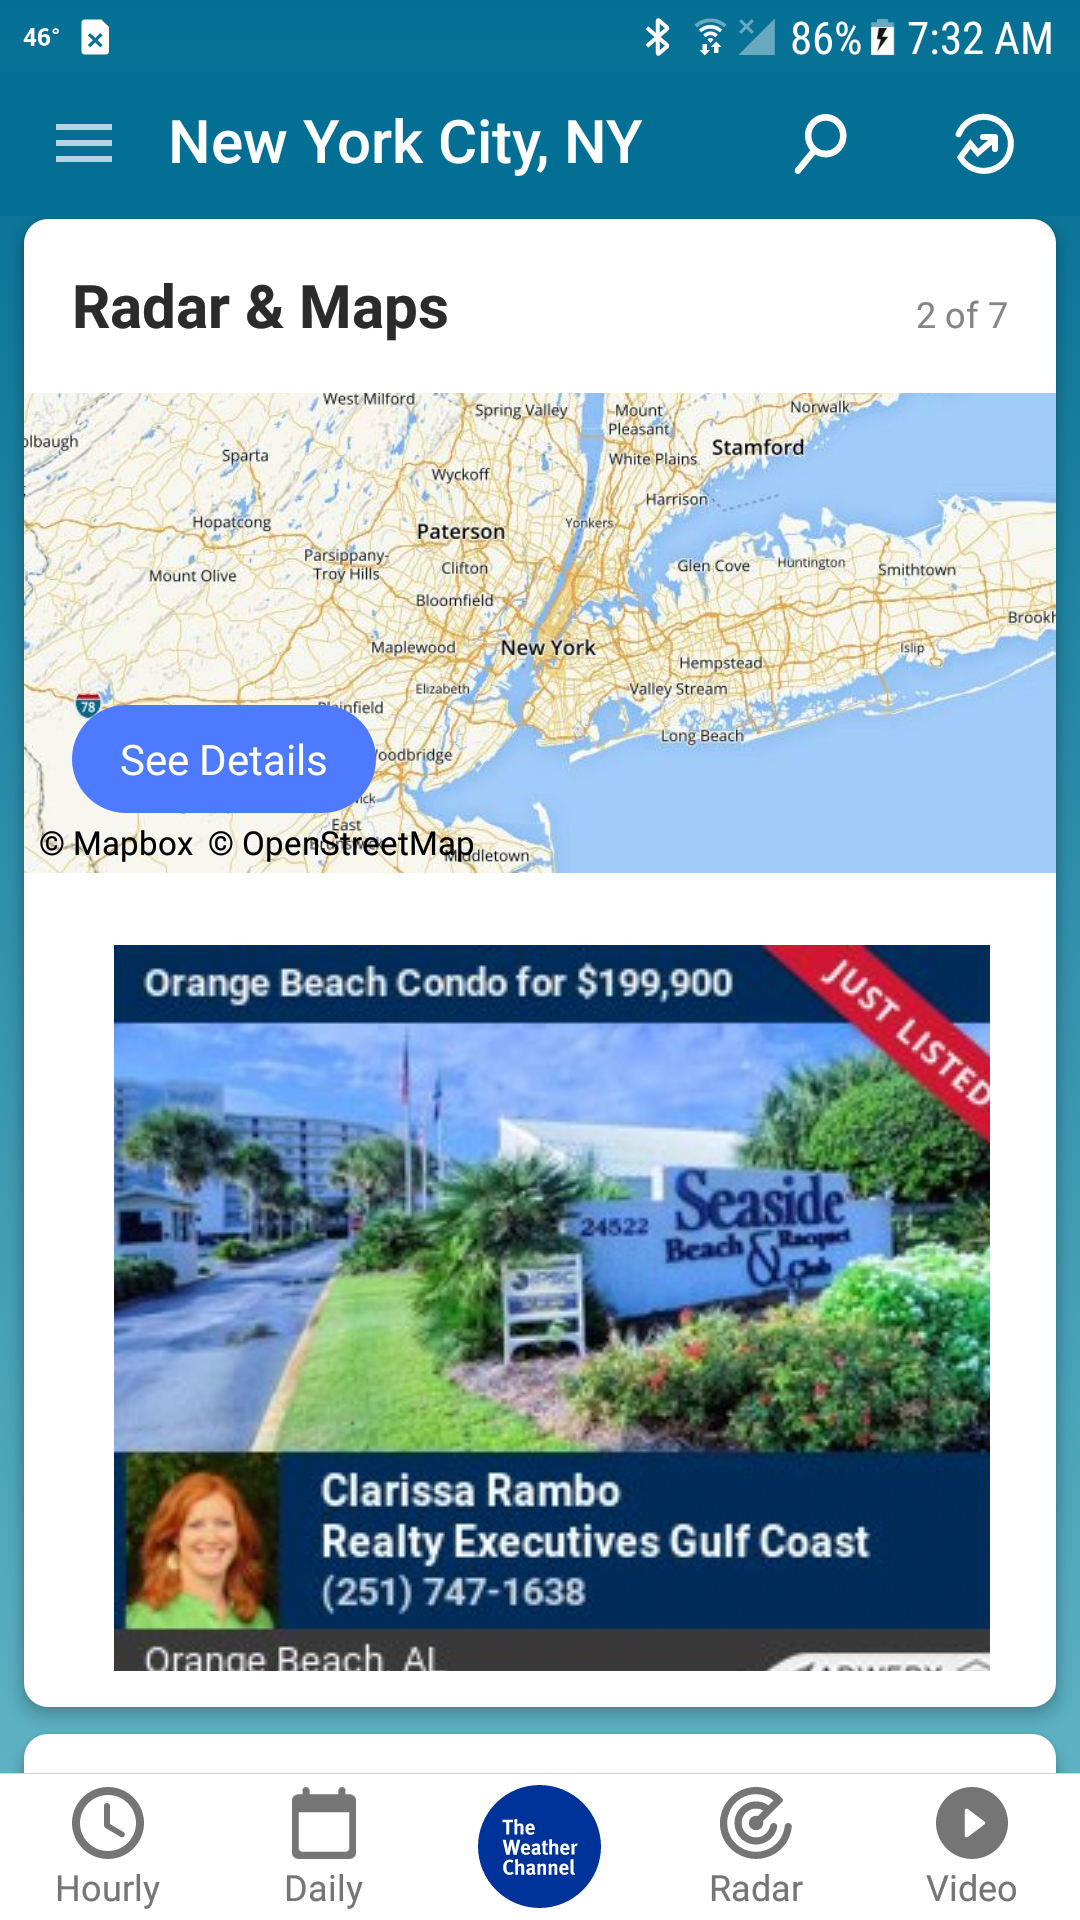 46°
86%
7:32 AM
New York City, NY
Radar & Maps
2 of 7
West Milford
Spring Valley
Mount
Pleasant
Norwalk
Stamford
White Plains
Sparta
Wyckoff
Harrison
Hopatcong
Paterson
Yonkers
Parsippany-
Troy Hills
Clifton
Glen Cove
Huntington
Smithtown
Mount Olive
Bloomfield
Maplewood
New York
Islip
Hempstead
Elizabeth
Valley Stream
78
Long Beach
See Details
East
Middletown
© Mapbox © OpenStreetMap
Orange Beach Condo for $199,900
JUST LISTED
24522
Seaside
Beach & Racquet
Club
Clarissa Rambo
Realty Executives Gulf Coast
(251) 747-1638
Orange Beach, AL
Hourly
Daily
The
Weather
Channel
Radar
Video